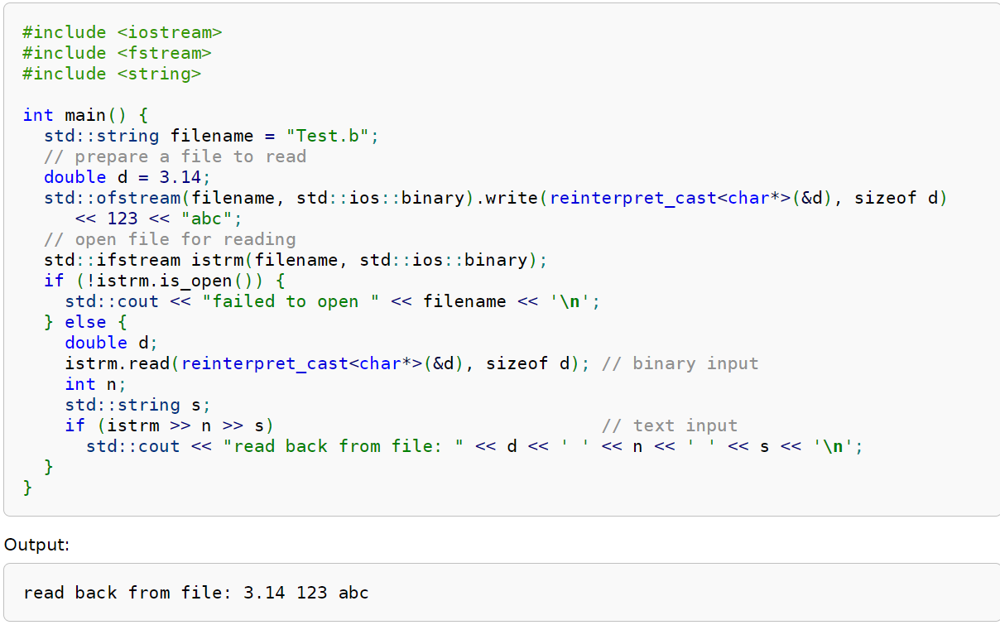 #include <iostream>
#include <fstream>
#include <string>

int main() {
  std::string filename = "Test.b";
  // prepare a file to read
  double d = 3.14;
  std::ofstream(filename, std::ios::binary).write(reinterpret_cast<char*>(&d), sizeof d)
     << 123 << "abc";
  // open file for reading
  std::ifstream istrm(filename, std::ios::binary);
  if (!istrm.is_open()) {
    std::cout << "failed to open " << filename << '\n';
  } else {
    double d;
    istrm.read(reinterpret_cast<char*>(&d), sizeof d); // binary input
    int n;
    std::string s;
    if (istrm >> n >> s)                               // text input
      std::cout << "read back from file: " << d << ' ' << n << ' ' << s << '\n';
  }
}
Output:
read back from file: 3.14 123 abc